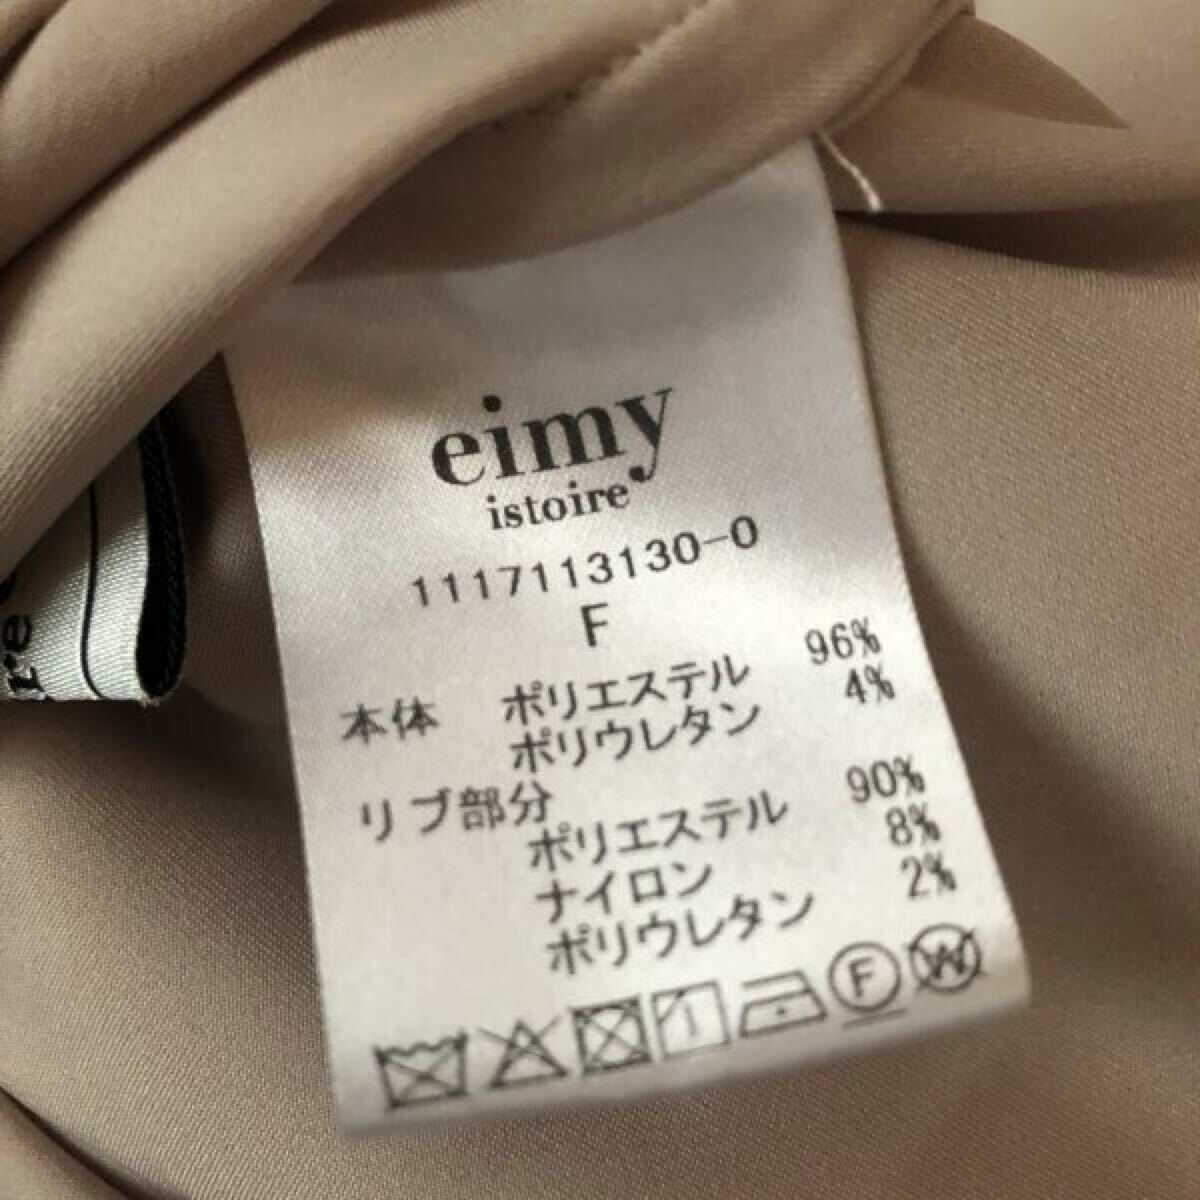 eimy
istoire
1117113130-0
F
本体 ポリエステル 96%
ポリウレタン 4%
リブ部分
ポリエステル 90%
ナイロン 8%
ポリウレタン 2%
F W
re